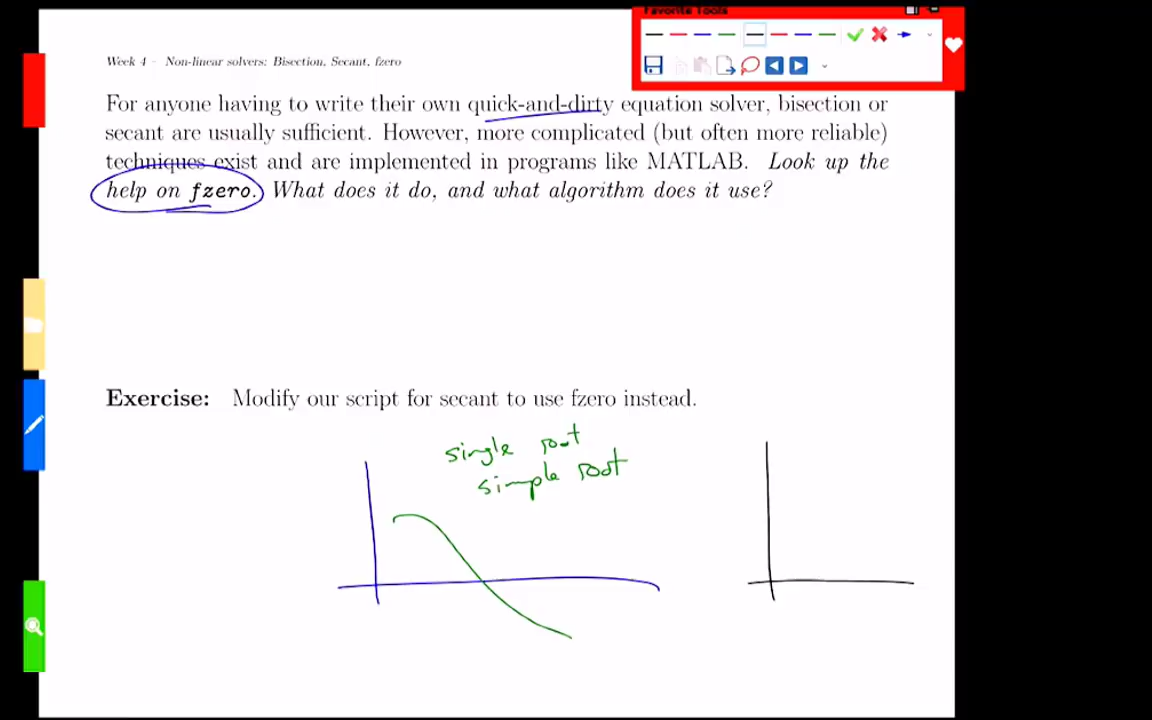 Favorite Tools
Week 4 – Non-linear solvers: Bisection, Secant, fzero
For anyone having to write their own quick-and-dirty equation solver, bisection or
secant are usually sufficient. However, more complicated (but often more reliable)
techniques exist and are implemented in programs like MATLAB. Look up the
help on fzero. What does it do, and what algorithm does it use?
Exercise: Modify our script for secant to use fzero instead.
single root
simple root